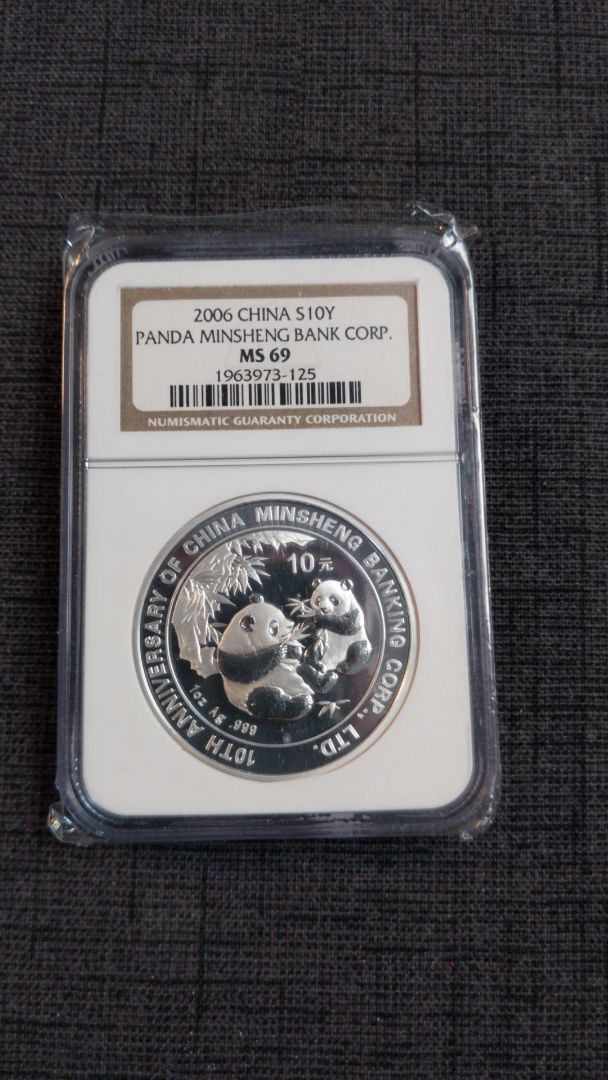 2006 CHINA S10Y
PANDA MINSHENG BANK CORP.
MS 69
1963973-125
NUMISMATIC GUARANTY CORPORATION
10TH ANNIVERSARY OF CHINA MINSHENG BANKING CORP., LTD.
10元
1oz Ag .999